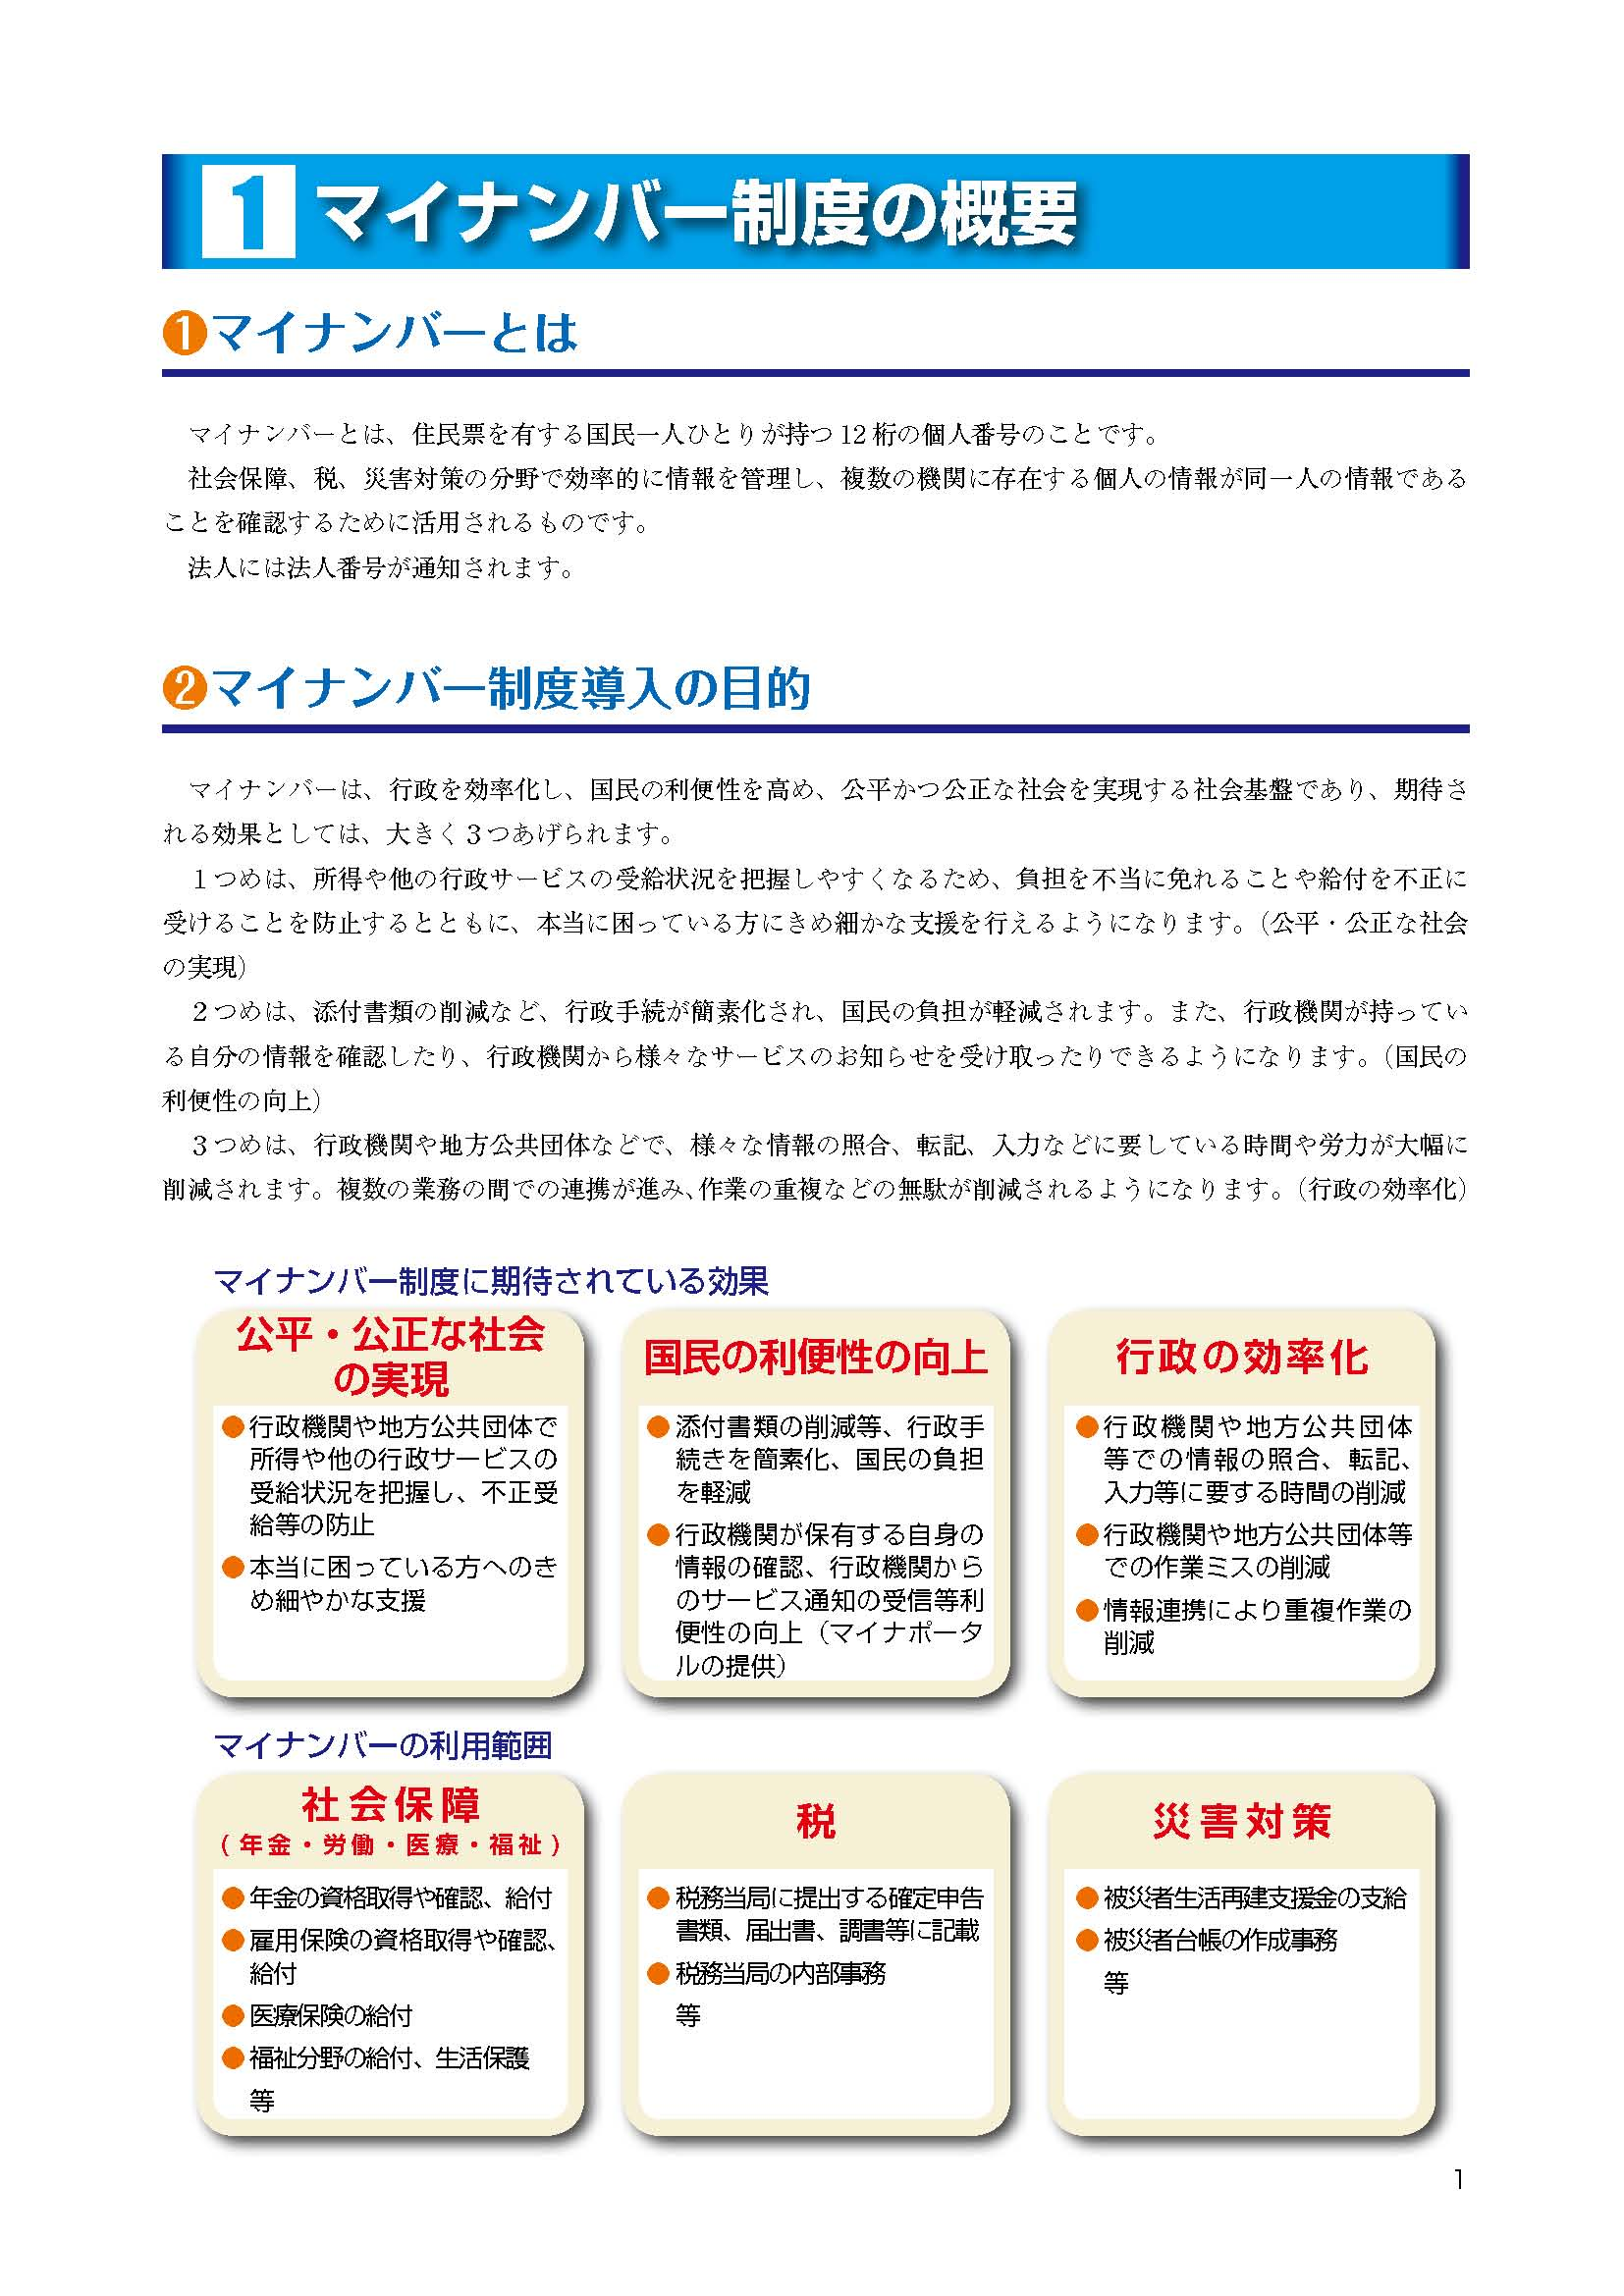 1 マイナンバー制度の概要
❶マイナンバーとは
マイナンバーとは、住民票を有する国民一人ひとりが持つ 12 桁の個人番号のことです。
社会保障、税、災害対策の分野で効率的に情報を管理し、複数の機関に存在する個人の情報が同一人の情報である
ことを確認するために活用されるものです。
法人には法人番号が通知されます。
❷マイナンバー制度導入の目的
マイナンバーは、行政を効率化し、国民の利便性を高め、公平かつ公正な社会を実現する社会基盤であり、期待さ
れる効果としては、大きく３つあげられます。
１つめは、所得や他の行政サービスの受給状況を把握しやすくなるため、負担を不当に免れることや給付を不正に
受けることを防止するとともに、本当に困っている方にきめ細かな支援を行えるようになります。（公平・公正な社会
の実現）
２つめは、添付書類の削減など、行政手続が簡素化され、国民の負担が軽減されます。また、行政機関が持ってい
る自分の情報を確認したり、行政機関から様々なサービスのお知らせを受け取ったりできるようになります。（国民の
利便性の向上）
３つめは、行政機関や地方公共団体などで、様々な情報の照合、転記、入力などに要している時間や労力が大幅に
削減されます。複数の業務の間での連携が進み、作業の重複などの無駄が削減されるようになります。（行政の効率化）
マイナンバー制度に期待されている効果
公平・公正な社会
の実現
●行政機関や地方公共団体で
所得や他の行政サービスの
受給状況を把握し、不正受
給等の防止
●本当に困っている方へのき
め細やかな支援
国民の利便性の向上
●添付書類の削減等、行政手
続きを簡素化、国民の負担
を軽減
●行政機関が保有する自身の
情報の確認、行政機関から
のサービス通知の受信等利
便性の向上（マイナポータ
ルの提供）
行政の効率化
●行政機関や地方公共団体
等での情報の照合、転記、
入力等に要する時間の削減
●行政機関や地方公共団体等
での作業ミスの削減
●情報連携により重複作業の
削減
マイナンバーの利用範囲
社会保障
（年金・労働・医療・福祉）
●年金の資格取得や確認、給付
●雇用保険の資格取得や確認、
給付
●医療保険の給付
●福祉分野の給付、生活保護
等
税
●税務当局に提出する確定申告
書類、届出書、調書等に記載
●税務当局の内部事務
等
災害対策
●被災者生活再建支援金の支給
●被災者台帳の作成事務
等
1